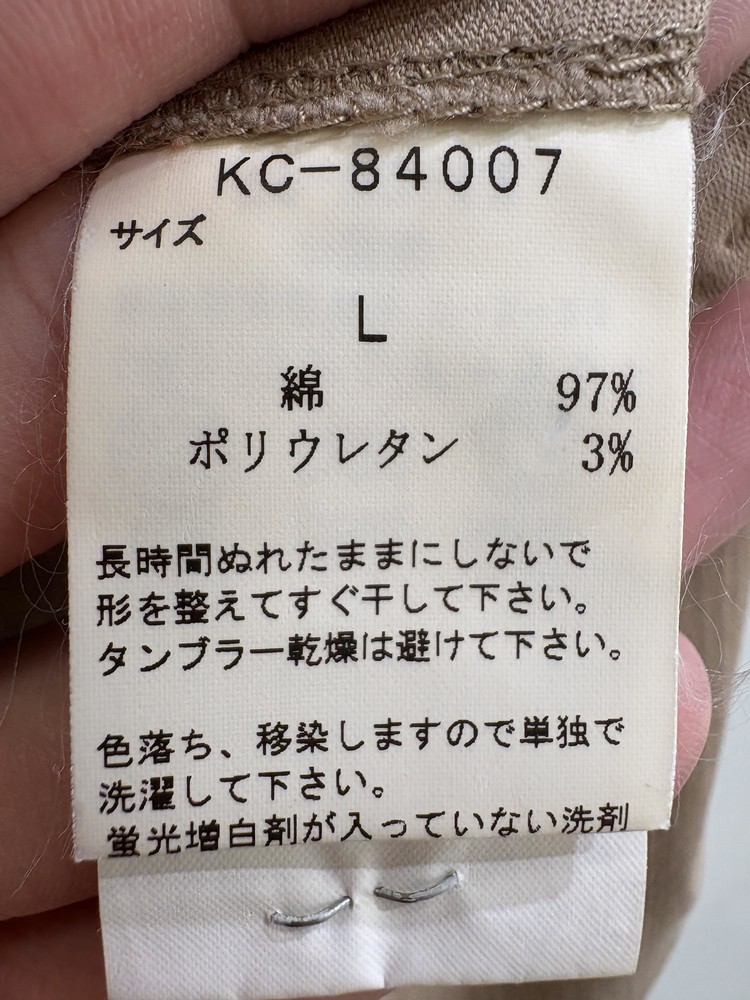 KC-84007
サイズ
L
綿 97%
ポリウレタン 3%
長時間ぬれたままにしないで
形を整えてすぐ干して下さい。
タンブラー乾燥は避けて下さい。
色落ち、移染しますので単独で
洗濯して下さい。
蛍光増白剤が入っていない洗剤